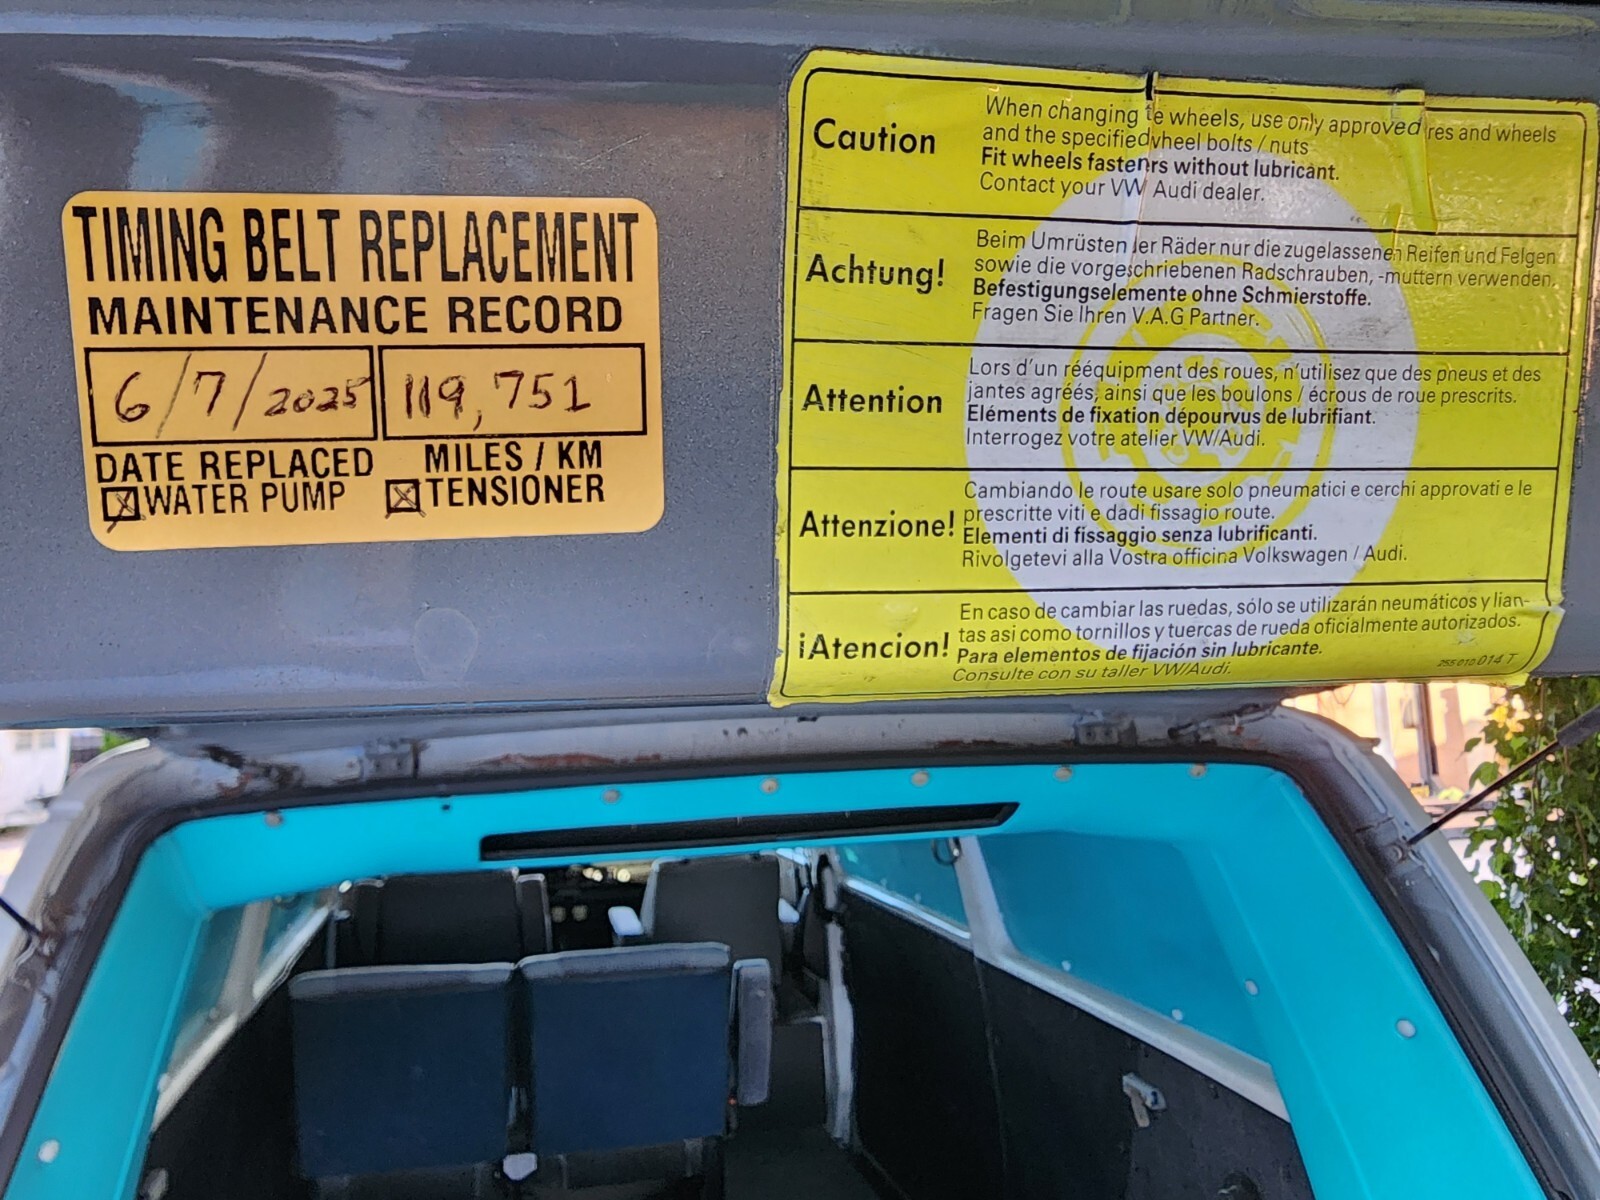 TIMING BELT REPLACEMENT
MAINTENANCE RECORD
6/7/2025
119,751
DATE REPLACED
MILES / KM
WATER PUMP
TENSIONER
Caution
When changing te wheels, use only approved res and wheels
and the specified wheel bolts / nuts
Fit wheels fasteners without lubricant.
Contact your VW Audi dealer.
Achtung!
Beim Umrüsten der Räder nur die zugelassenen Reifen und Felgen
sowie die vorgeschriebenen Radschrauben, -muttern verwenden.
Befestigungselemente ohne Schmierstoffe.
Fragen Sie Ihren V.A.G Partner.
Attention
Lors d'un rééquipment des roues, n'utilisez que des pneus et des
jantes agréés, ainsi que les boulons / écrous de roue prescrits.
Eléments de fixation dépourvus de lubrifiant.
Interrogez votre atelier VW/Audi.
Attenzione!
Cambiando le route usare solo pneumatici e cerchi approvati e le
prescritte viti e dadi fissagio route.
Elementi di fissaggio senza lubrificanti.
Rivolgetevi alla Vostra officina Volkswagen / Audi.
¡Atencion!
En caso de cambiar las ruedas, sólo se utilizarán neumáticos y llan-
tas asi como tornillos y tuercas de rueda oficialmente autorizados.
Para elementos de fijación sin lubricante.
Consulte con su taller VW/Audi.
255 010 014 T